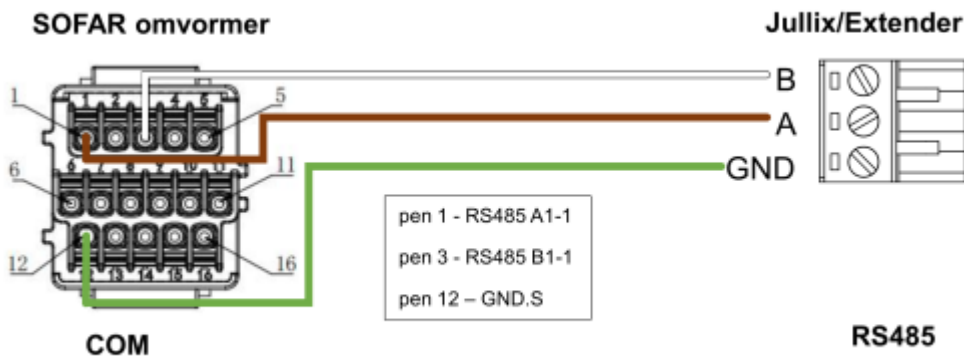 SOFAR omvormer
Jullix/Extender
B
A
GND
1
5
6
11
12
16
1 2 4 5
6 7 8 9 10 11
12 13 14 15 16
pen 1 - RS485 A1-1
pen 3 - RS485 B1-1
pen 12 – GND.S
COM
RS485